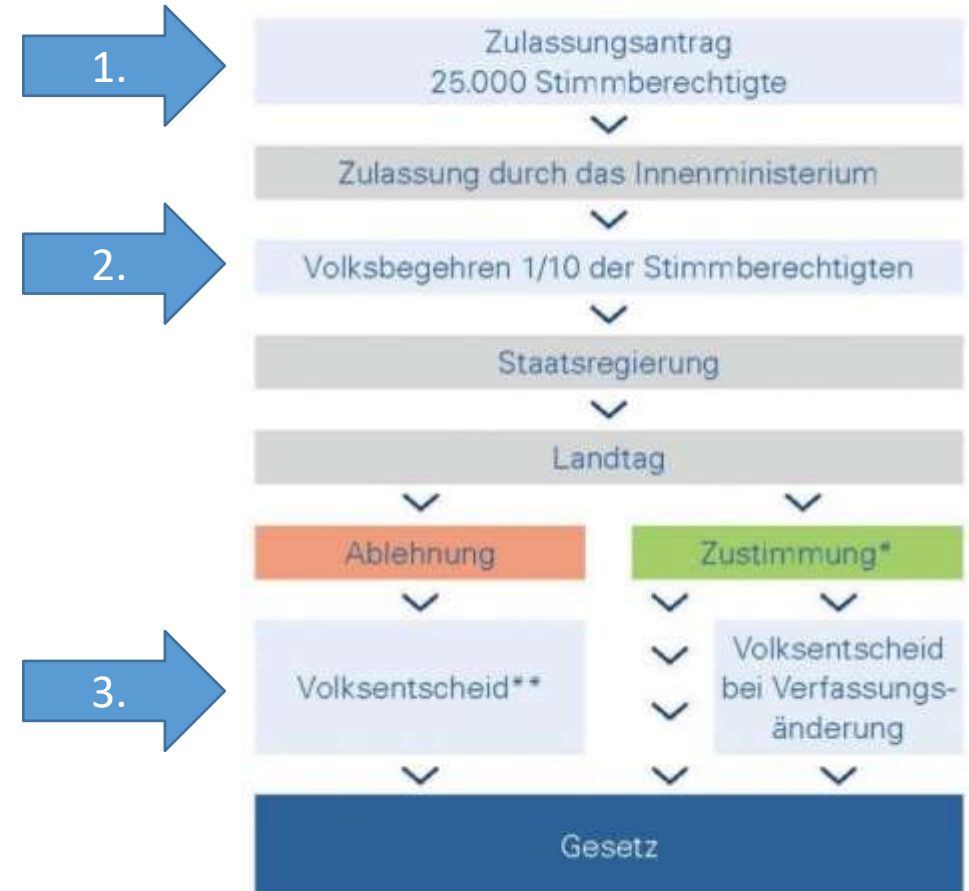 1.
Zulassungsantrag
25.000 Stimmberechtigte
Zulassung durch das Innenministerium
2.
Volksbegehren 1/10 der Stimmberechtigten
Staatsregierung
Landtag
Ablehnung
Zustimmung*
3.
Volksentscheid**
Volksentscheid
bei Verfassungs-
änderung
Gesetz